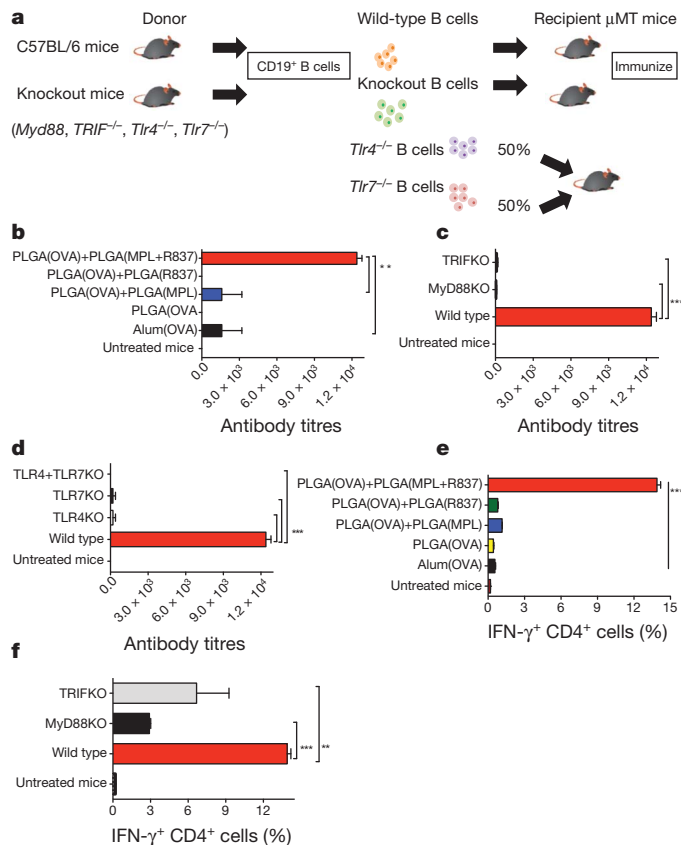 a
Donor
Wild-type B cells
Recipient μMT mice
C57BL/6 mice
CD19+ B cells
Immunize
Knockout mice
Knockout B cells
(Myd88, TRIF–/–, Tlr4–/–, Tlr7–/–)
Tlr4–/– B cells
50%
Tlr7–/– B cells
50%
b
PLGA(OVA)+PLGA(MPL+R837)
PLGA(OVA)+PLGA(R837)
PLGA(OVA)+PLGA(MPL)
PLGA(OVA
Alum(OVA)
Untreated mice
**
0.0
3.0 × 10³
6.0 × 10³
9.0 × 10³
1.2 × 10⁴
Antibody titres
c
TRIFKO
MyD88KO
Wild type
Untreated mice
***
0.0
3.0 × 10³
6.0 × 10³
9.0 × 10³
1.2 × 10⁴
Antibody titres
d
TLR4+TLR7KO
TLR7KO
TLR4KO
Wild type
Untreated mice
***
0.0
3.0 × 10³
6.0 × 10³
9.0 × 10³
1.2 × 10⁴
Antibody titres
e
PLGA(OVA)+PLGA(MPL+R837)
PLGA(OVA)+PLGA(R837)
PLGA(OVA)+PLGA(MPL)
PLGA(OVA)
Alum(OVA)
Untreated mice
***
0 3 6 9 12 15
IFN-γ+ CD4+ cells (%)
f
TRIFKO
MyD88KO
Wild type
Untreated mice
***
**
0 3 6 9 12
IFN-γ+ CD4+ cells (%)